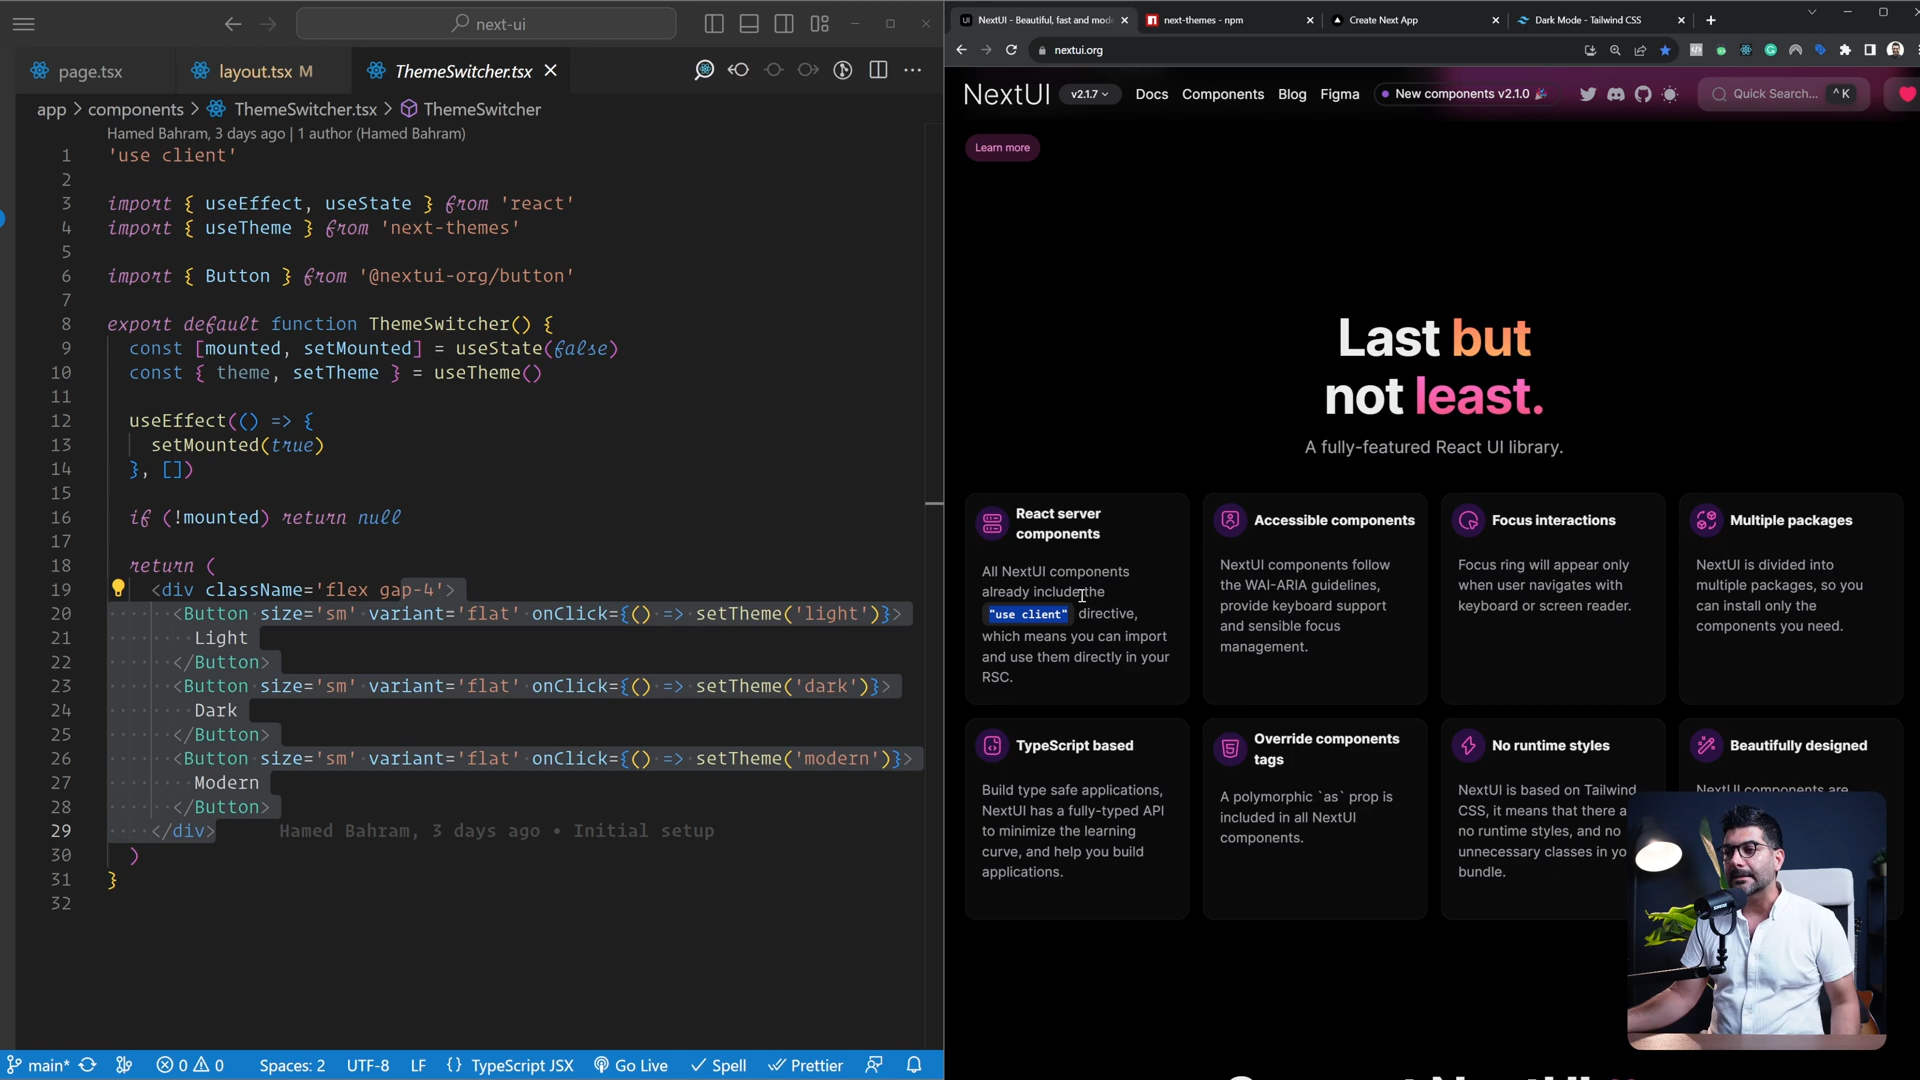 next-ui
page.tsx
layout.tsx M
ThemeSwitcher.tsx
app > components > ThemeSwitcher.tsx > ThemeSwitcher
Hamed Bahram, 3 days ago | 1 author (Hamed Bahram)
1 'use client'
2
3 import { useEffect, useState } from 'react'
4 import { useTheme } from 'next-themes'
5
6 import { Button } from '@nextui-org/button'
7
8 export default function ThemeSwitcher() {
9 const [mounted, setMounted] = useState(false)
10 const { theme, setTheme } = useTheme()
11
12 useEffect(() => {
13 setMounted(true)
14 }, [])
15
16 if (!mounted) return null
17
18 return (
19 <div className='flex gap-4'>
20 <Button size='sm' variant='flat' onClick={() => setTheme('light')}>
21 Light
22 </Button>
23 <Button size='sm' variant='flat' onClick={() => setTheme('dark')}>
24 Dark
25 </Button>
26 <Button size='sm' variant='flat' onClick={() => setTheme('modern')}>
27 Modern
28 </Button>
29 </div> Hamed Bahram, 3 days ago • Initial setup
30 )
31 }
32
main* 0 0 Spaces: 2 UTF-8 LF {} TypeScript JSX Go Live Spell Prettier
NextUI - Beautiful, fast and mode
next-themes - npm
Create Next App
Dark Mode - Tailwind CSS
nextui.org
NextUI v2.1.7 Docs Components Blog Figma New components v2.1.0 🎉 Quick Search... ^ K
Learn more
Last but
not least.
A fully-featured React UI library.
React server
components
All NextUI components
already include the
"use client" directive,
which means you can import
and use them directly in your
RSC.
Accessible components
NextUI components follow
the WAI-ARIA guidelines,
provide keyboard support
and sensible focus
management.
Focus interactions
Focus ring will appear only
when user navigates with
keyboard or screen reader.
Multiple packages
NextUI is divided into
multiple packages, so you
can install only the
components you need.
TypeScript based
Build type safe applications,
NextUI has a fully-typed API
to minimize the learning
curve, and help you build
applications.
Override components
tags
A polymorphic `as` prop is
included in all NextUI
components.
No runtime styles
NextUI is based on Tailwind
CSS, it means that there a
no runtime styles, and no
unnecessary classes in yo
bundle.
Beautifully designed
NextUI components are